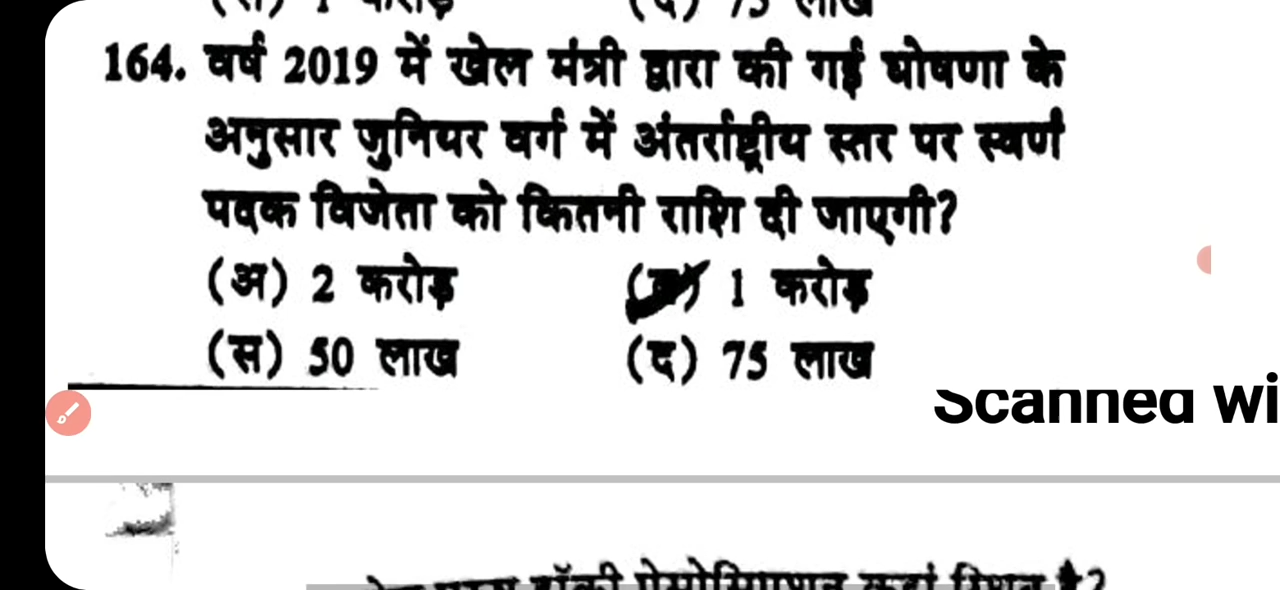 164. वर्ष 2019 में खेल मंत्री द्वारा की गई घोषणा के
अनुसार जुनियर वर्ग में अंतर्राष्ट्रीय स्तर पर स्वर्ण
पदक विजेता को कितनी राशि दी जाएगी?
(अ) 2 करोड़ (ब) 1 करोड़
(स) 50 लाख (द) 75 लाख
Scanned